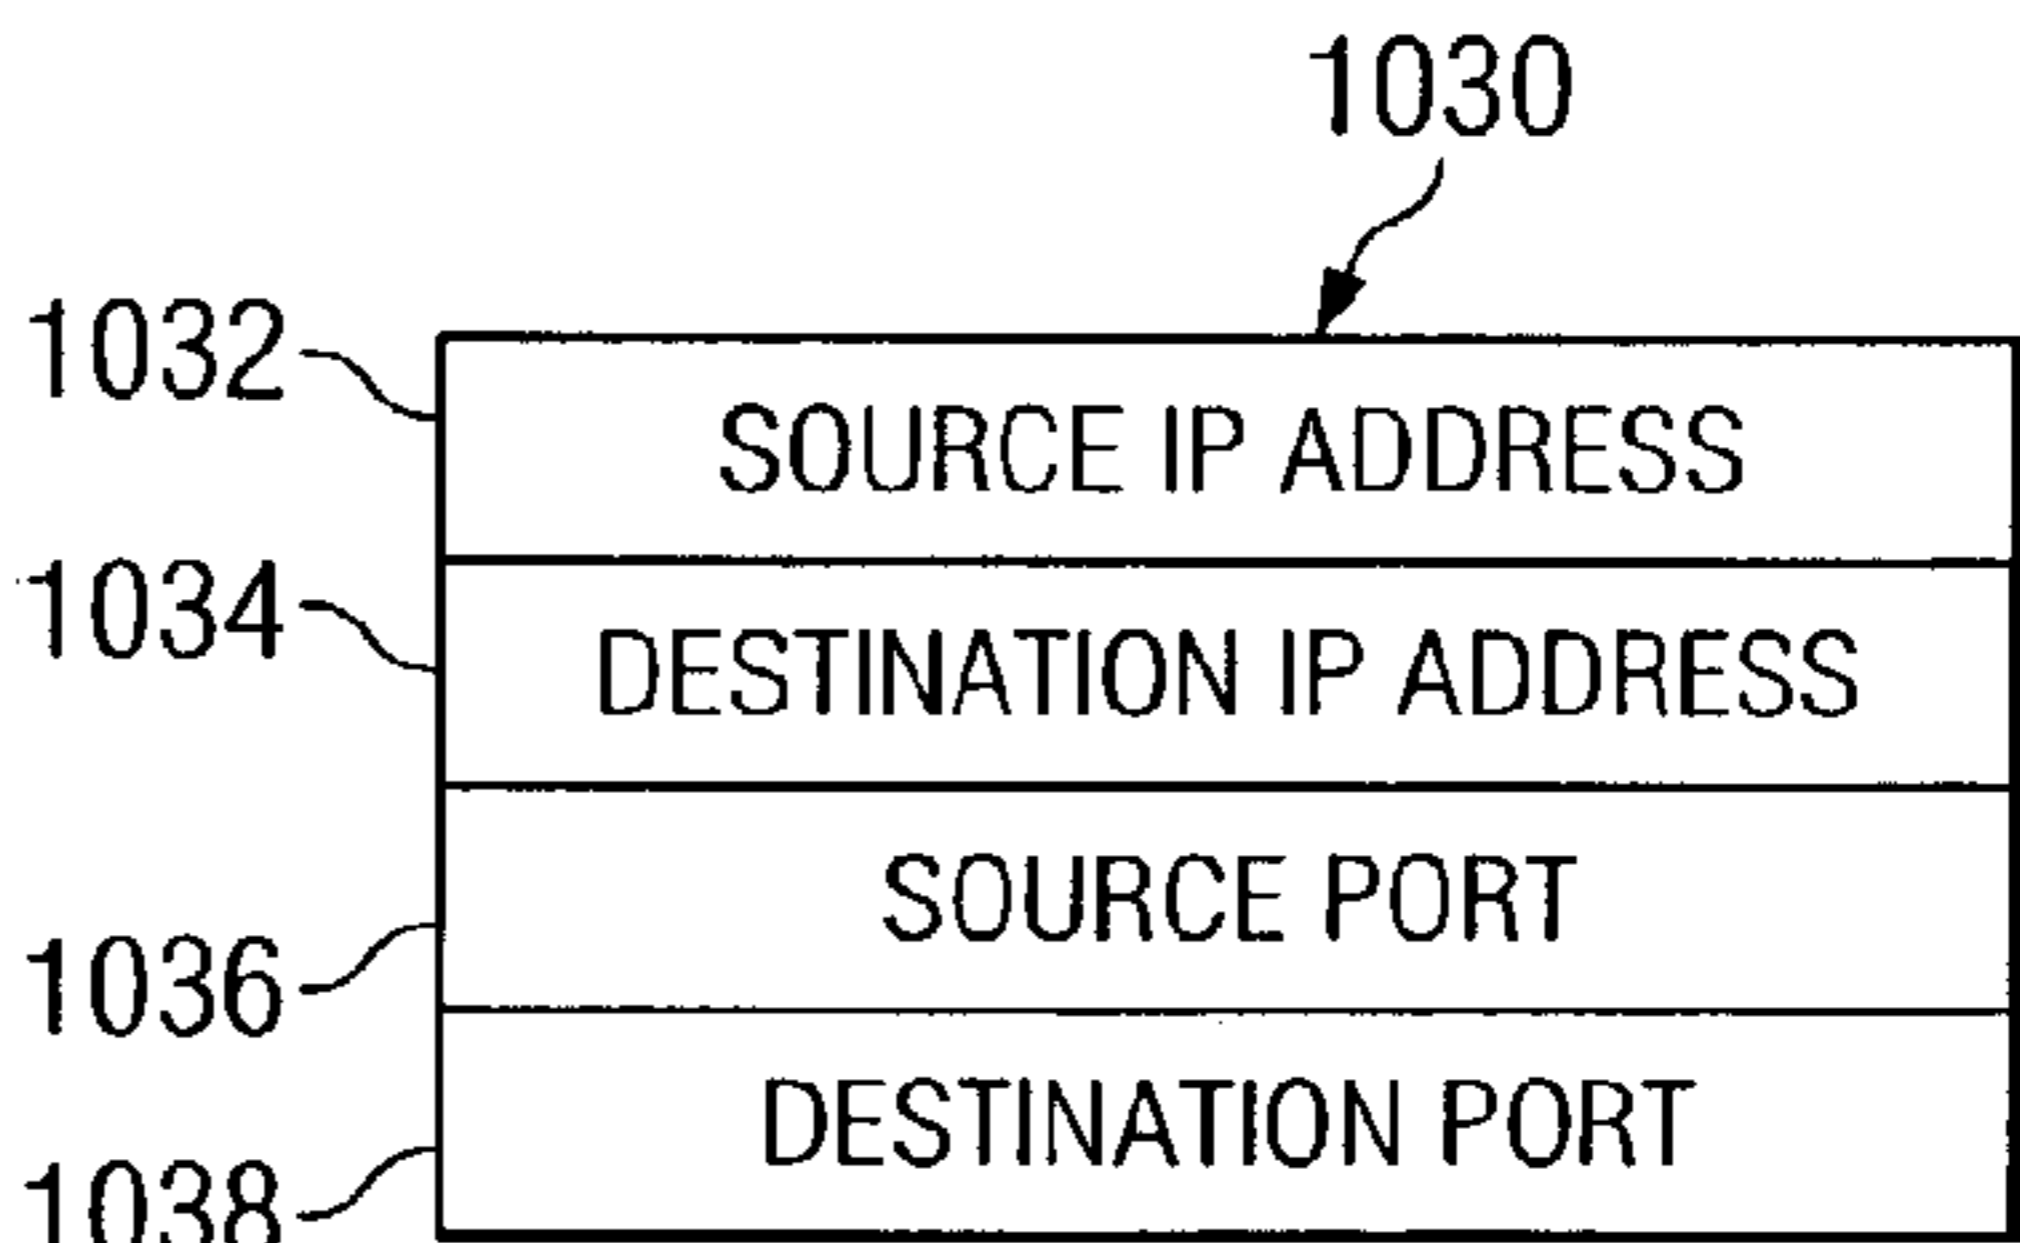 1030
1032
SOURCE IP ADDRESS
1034
DESTINATION IP ADDRESS
SOURCE PORT
1036
DESTINATION PORT
1038